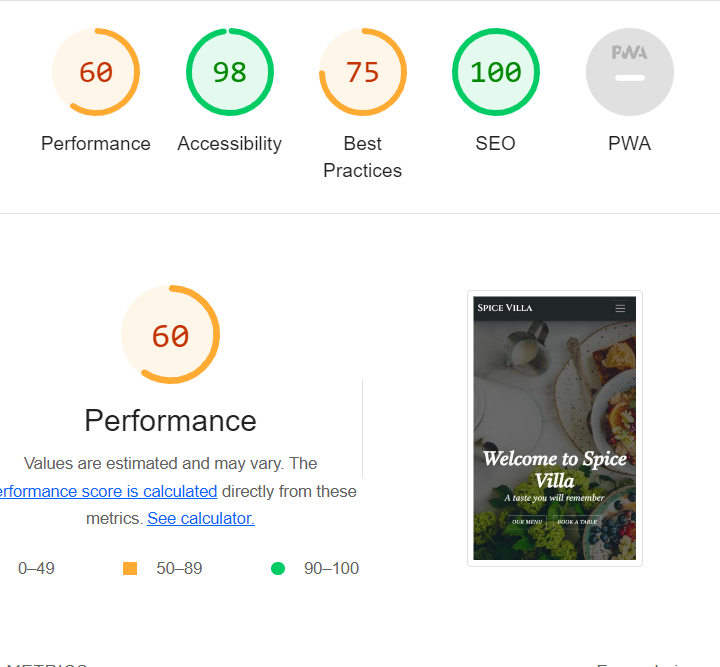 60
98
75
100
PWA
Performance
Accessibility
Best
Practices
SEO
PWA
60
Performance
Values are estimated and may vary. The
erformance score is calculated directly from these
metrics. See calculator.
0–49
50–89
90–100
SPICE VILLA
Welcome to Spice
Villa
A taste you will remember
OUR MENU
BOOK A TABLE
METRICS